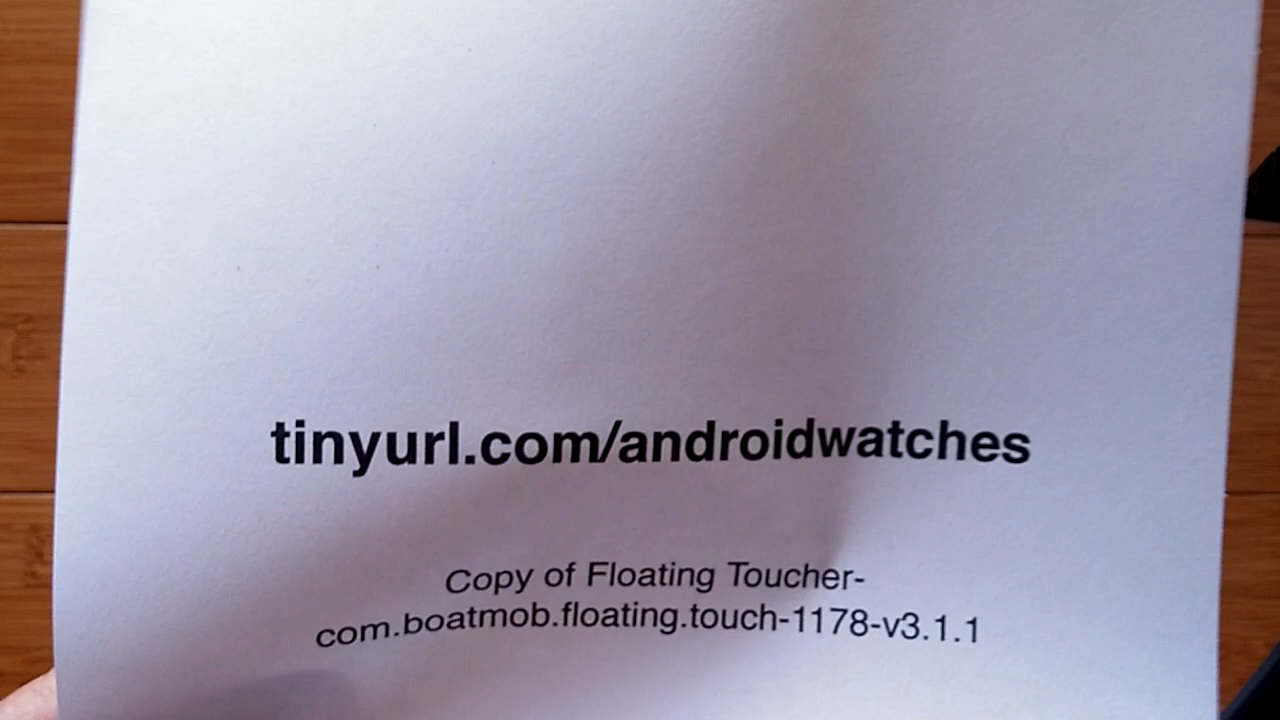 tinyurl.com/androidwatches
Copy of Floating Toucher-
com.boatmob.floating.touch-1178-v3.1.1